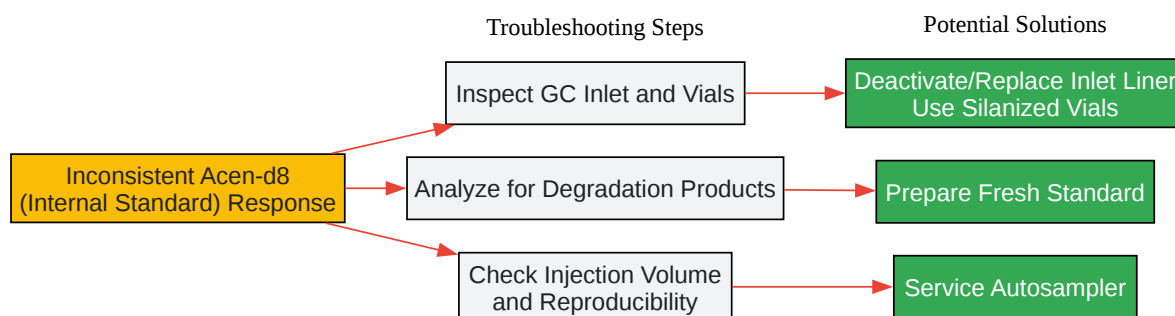 Troubleshooting Steps
Potential Solutions
Inspect GC Inlet and Vials
Deactivate/Replace Inlet Liner
Use Silanized Vials
Inconsistent Acen-d8
(Internal Standard) Response
Analyze for Degradation Products
Prepare Fresh Standard
Check Injection Volume
and Reproducibility
Service Autosampler